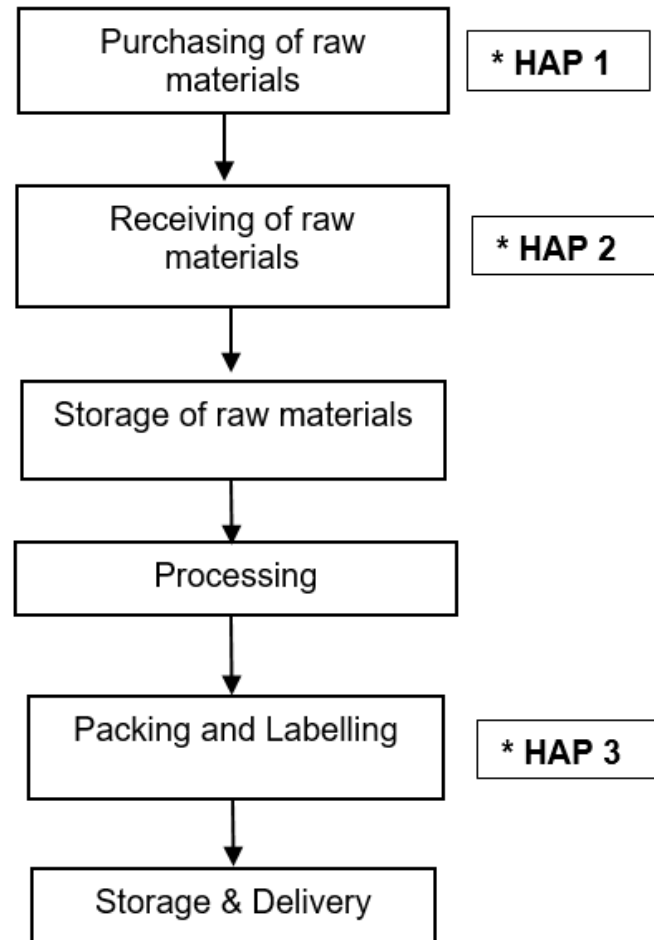 Purchasing of raw
materials
* HAP 1
Receiving of raw
materials
* HAP 2
Storage of raw materials
Processing
Packing and Labelling
* HAP 3
Storage & Delivery